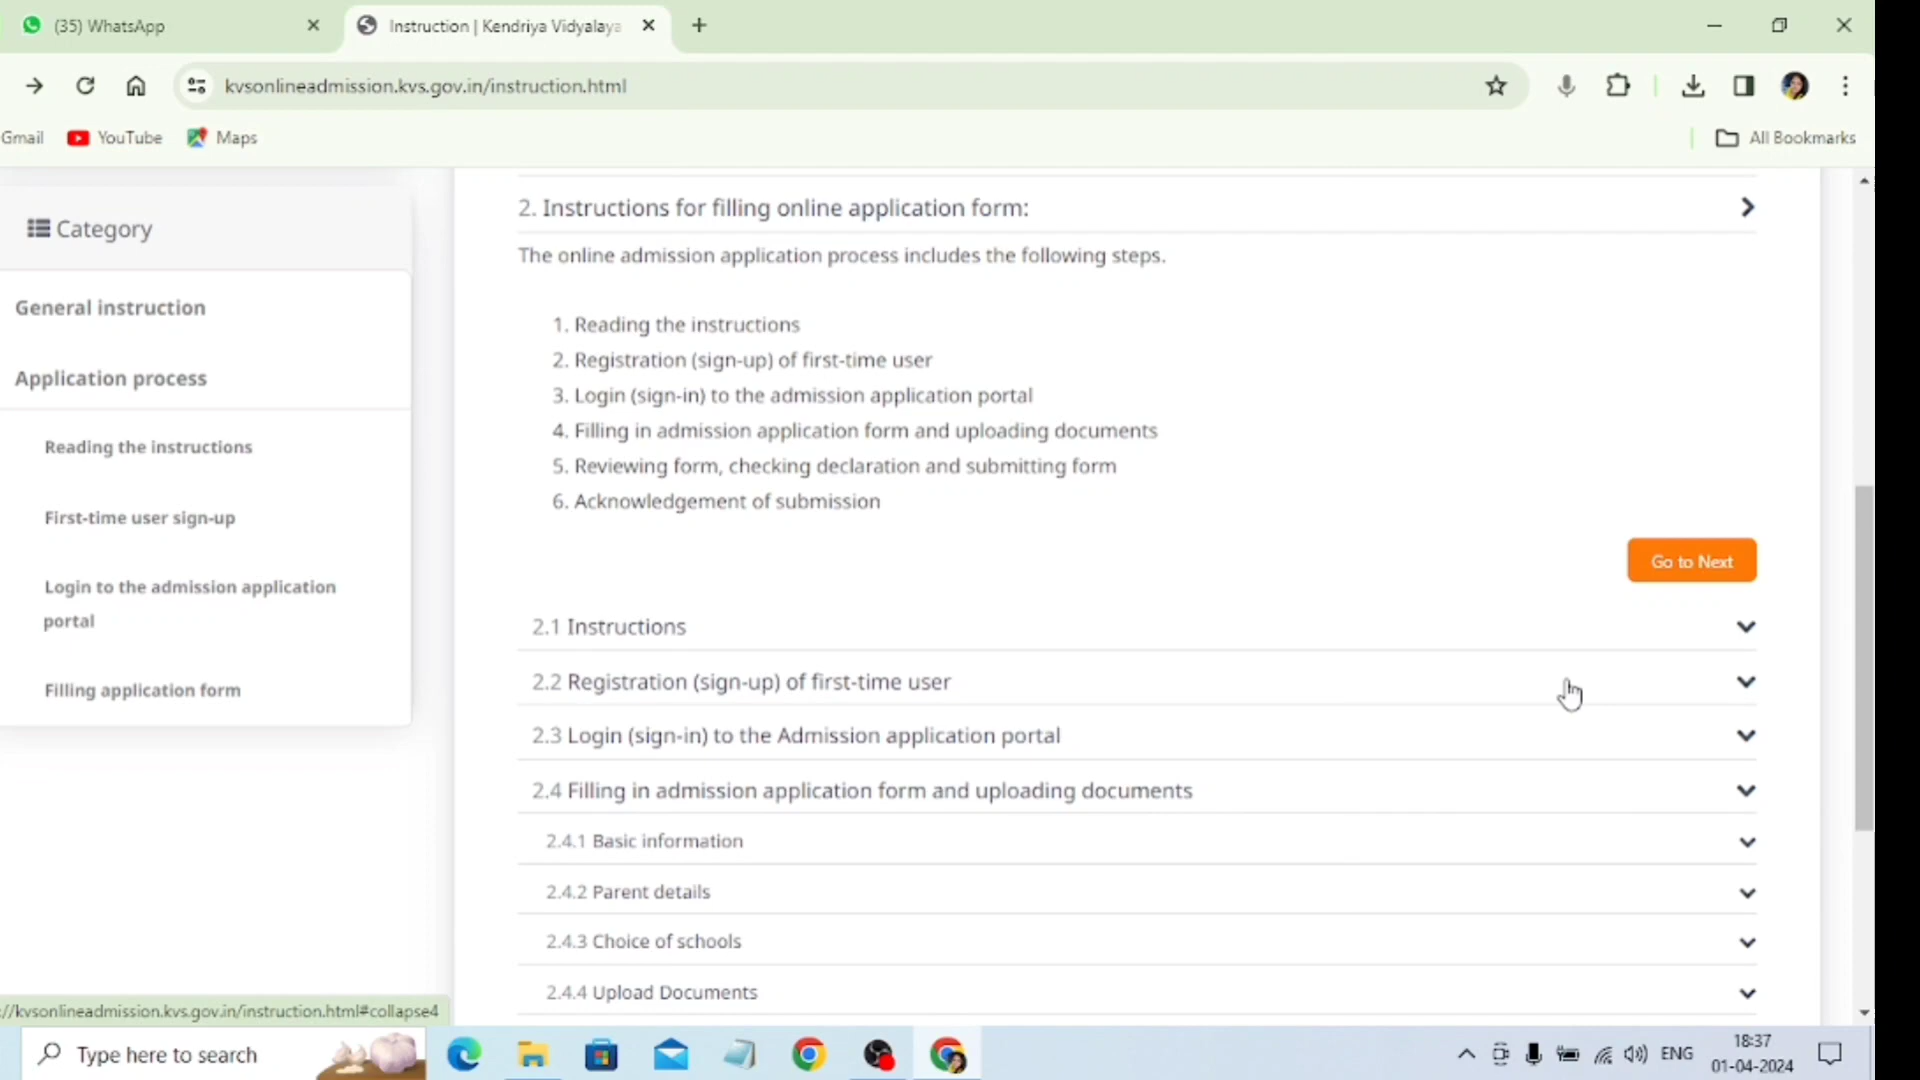 (35) WhatsApp
Instruction | Kendriya Vidyalaya
kvsonlineadmission.kvs.gov.in/instruction.html
Gmail
YouTube
Maps
All Bookmarks
Category
General instruction
Application process
Reading the instructions
First-time user sign-up
Login to the admission application
portal
Filling application form
2. Instructions for filling online application form:
The online admission application process includes the following steps.
1. Reading the instructions
2. Registration (sign-up) of first-time user
3. Login (sign-in) to the admission application portal
4. Filling in admission application form and uploading documents
5. Reviewing form, checking declaration and submitting form
6. Acknowledgement of submission
Go to Next
2.1 Instructions
2.2 Registration (sign-up) of first-time user
2.3 Login (sign-in) to the Admission application portal
2.4 Filling in admission application form and uploading documents
2.4.1 Basic information
2.4.2 Parent details
2.4.3 Choice of schools
2.4.4 Upload Documents
//kvsonlineadmission.kvs.gov.in/instruction.html#collapse4
Type here to search
ENG
18:37
01-04-2024